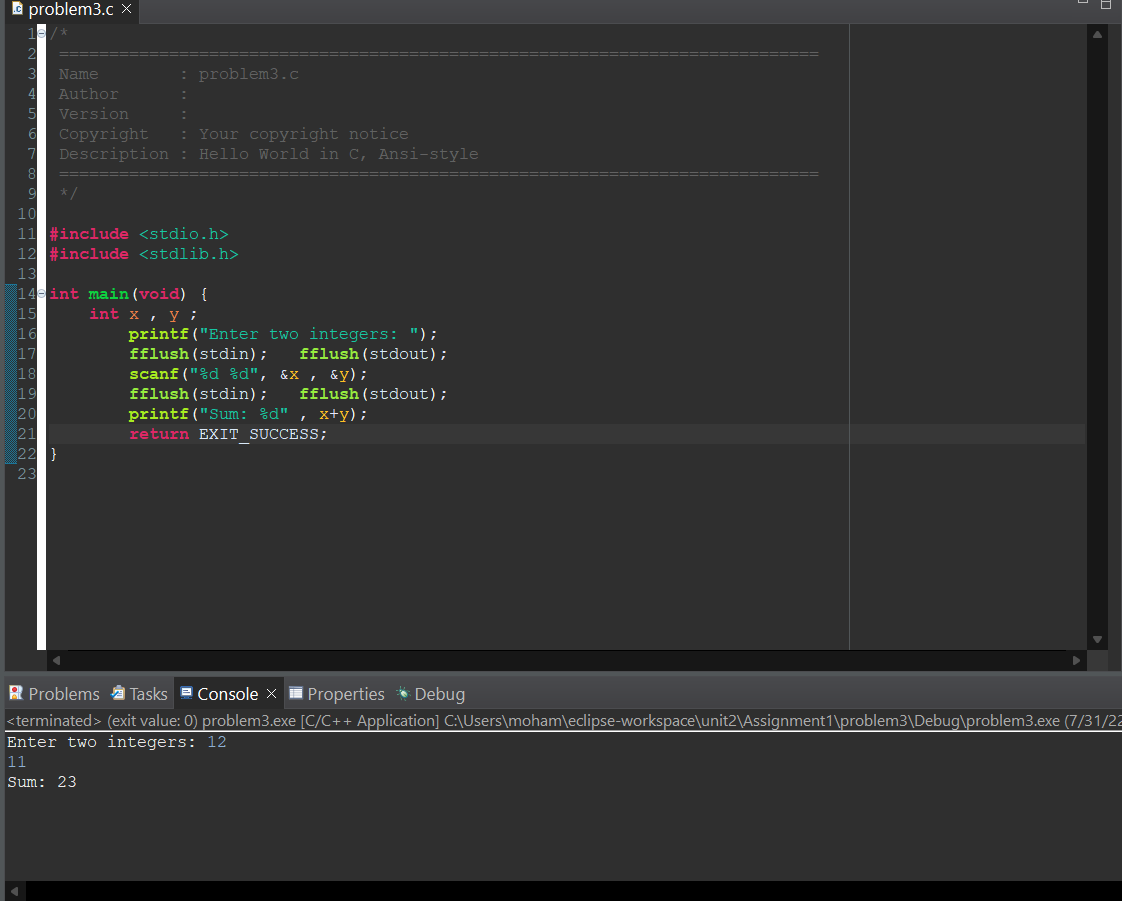 problem3.c
1 /*
2 ============================================================================
3 Name        : problem3.c
4 Author      :
5 Version     :
6 Copyright   : Your copyright notice
7 Description : Hello World in C, Ansi-style
8 ============================================================================
9 */
10
11 #include <stdio.h>
12 #include <stdlib.h>
13
14 int main(void) {
15     int x , y ;
16         printf("Enter two integers: ");
17         fflush(stdin);   fflush(stdout);
18         scanf("%d %d", &x , &y);
19         fflush(stdin);   fflush(stdout);
20         printf("Sum: %d" , x+y);
21         return EXIT_SUCCESS;
22 }
23
Problems Tasks Console Properties Debug
<terminated> (exit value: 0) problem3.exe [C/C++ Application] C:\Users\moham\eclipse-workspace\unit2\Assignment1\problem3\Debug\problem3.exe (7/31/22
Enter two integers: 12
11
Sum: 23